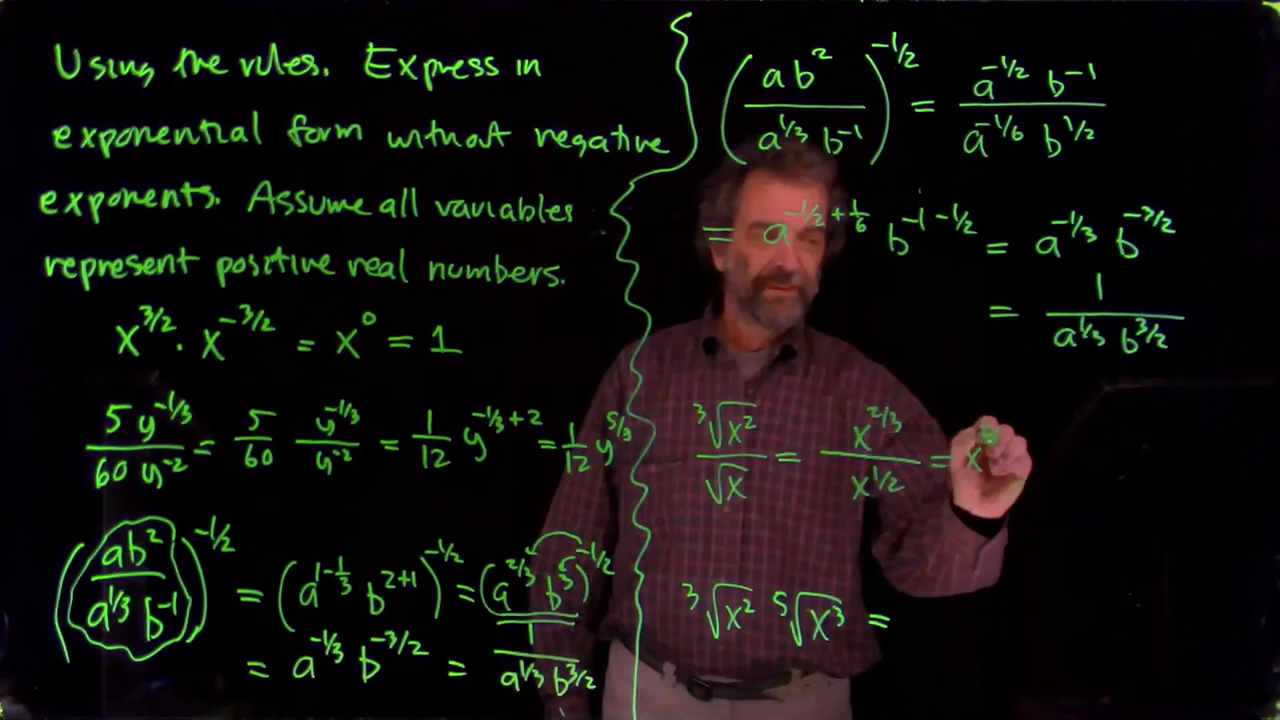 Using the rules. Express in
exponential form without negative
exponents. Assume all variables
represent positive real numbers.
x^{3/2} · x^{-3/2} = x^0 = 1
5y^{-1/3} / 60y^{-2} = 5/60 y^{-1/3} / y^{-2} = 1/12 y^{-1/3+2} = 1/12 y^{5/3}
(ab^2 / a^{1/3} b^{-1})^{-1/2} = (a^{1-1/3} b^{2+1})^{-1/2} = (a^{2/3} b^3)^{-1/2}
= a^{-1/3} b^{-3/2} = 1 / a^{1/3} b^{3/2}
(ab^2 / a^{1/3} b^{-1})^{-1/2} = a^{-1/2} b^{-1} / a^{-1/6} b^{1/2}
= a^{-1/2+1/6} b^{-1-1/2} = a^{-1/3} b^{-3/2}
= 1 / a^{1/3} b^{3/2}
∛x^2 / √x = x^{2/3} / x^{1/2} = x
∛x^2 ⁵√x^3 =